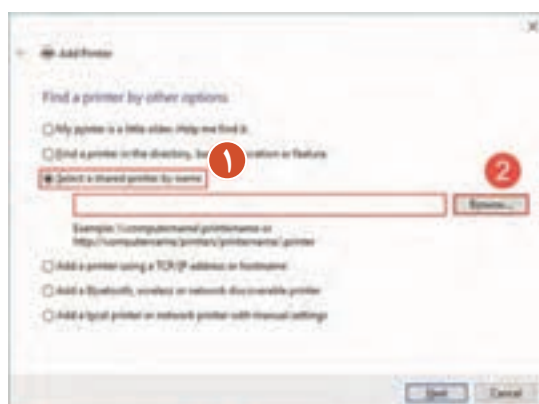 Add Printer
Find a printer by other options
My printer is a little older. Help me find it.
Find a printer in the directory, based on location or feature
۱
2
Select a shared printer by name
Browse...
Example: \\computername\printername or
http://computername/printers/printername/.printer
Add a printer using a TCP/IP address or hostname
Add a Bluetooth, wireless or network discoverable printer
Add a local printer or network printer with manual settings
Next
Cancel